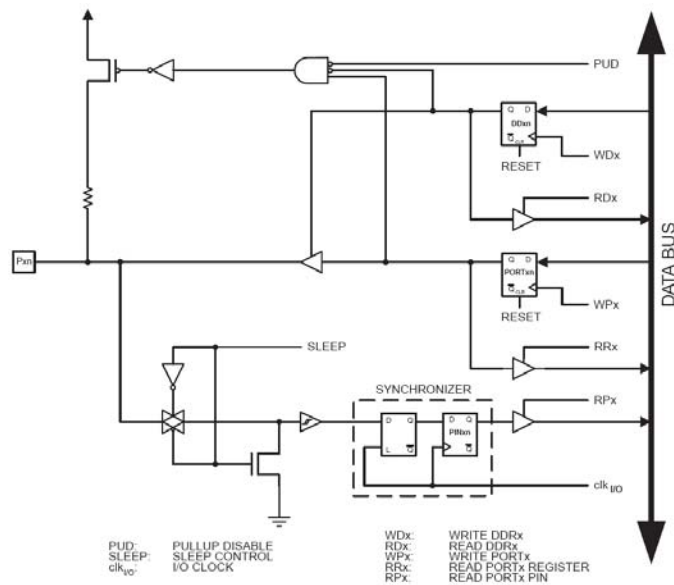 PUD
Q D
DDxn
Q CLR
RESET
WDx
RDx
Pxn
Q D
PORTxn
Q CLR
RESET
WPx
DATA BUS
SLEEP
RRx
SYNCHRONIZER
RPx
D Q
L Q
D Q
PINxn
Q
clk I/O
PUD: PULLUP DISABLE
SLEEP: SLEEP CONTROL
clk I/O: I/O CLOCK
WDx: WRITE DDRx
RDx: READ DDRx
WPx: WRITE PORTx
RRx: READ PORTx REGISTER
RPx: READ PORTx PIN